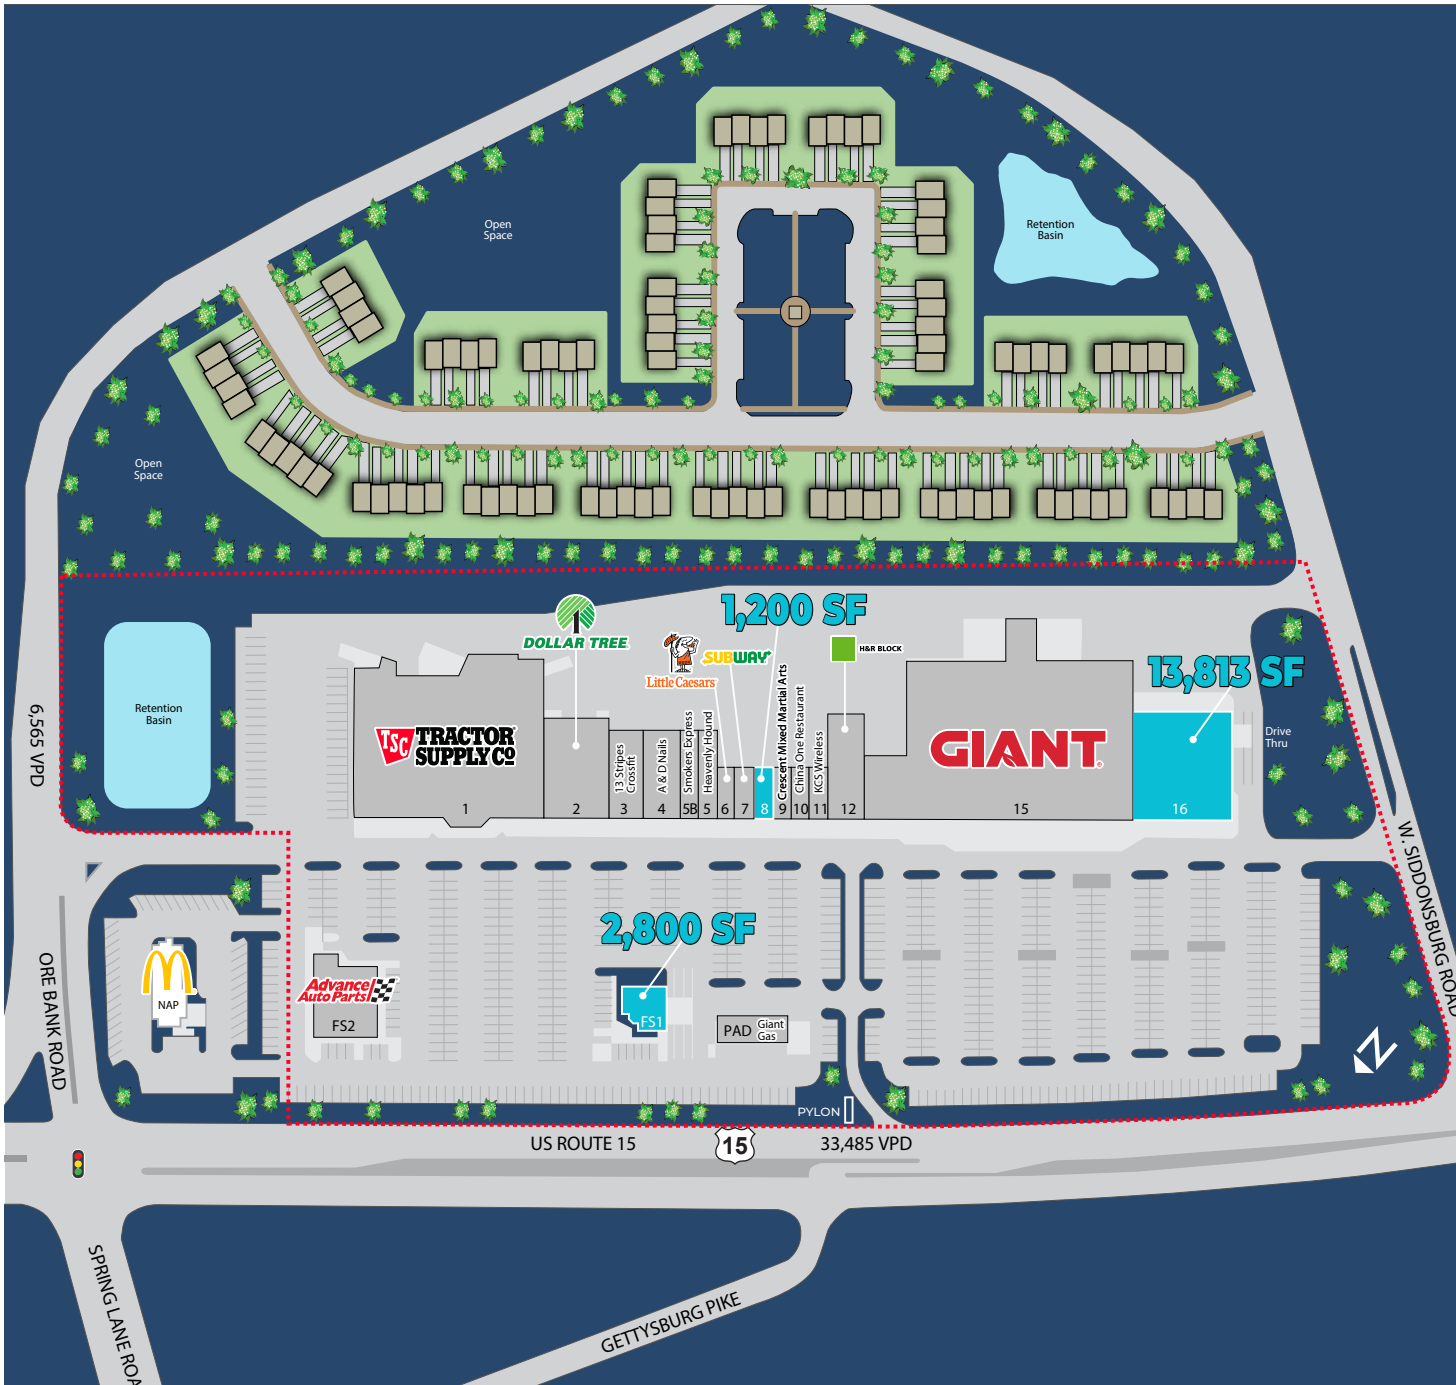 Open
Space
Retention
Basin
Open
Space
DOLLAR TREE
1,200 SF
Little Caesars
SUBWAY
H&R BLOCK
13,813 SF
Retention
Basin
6,565 VPD
TSC TRACTOR
SUPPLY CO
13 Stripes
Crossfit
A & D Nails
Smokers Express
Heavenly Hound
Crescent Mixed Martial Arts
China One Restaurant
KCS Wireless
GIANT
Drive
Thru
1
2
3
4
5B
5
6
7
8
9
10
11
12
15
16
W. SIDDONSBURG ROAD
2,800 SF
ORE BANK ROAD
NAP
Advance
Auto Parts
FS2
FS1
PAD
Giant
Gas
N
PYLON
US ROUTE 15
15
33,485 VPD
SPRING LANE ROA
GETTYSBURG PIKE